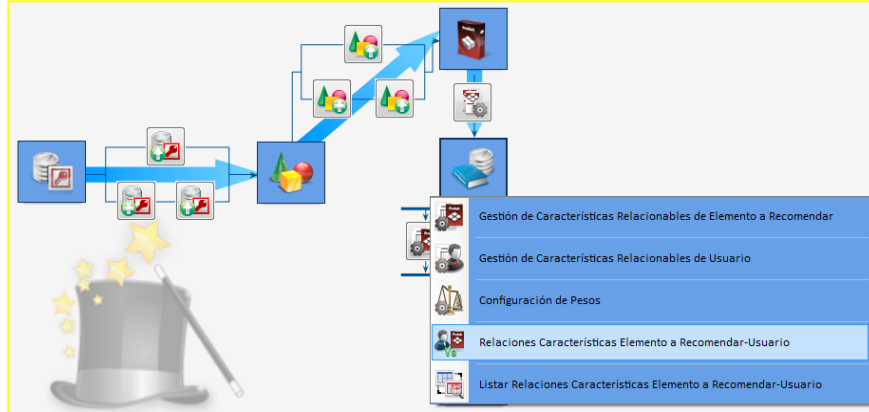 Gestión de Características Relacionables de Elemento a Recomendar
Gestión de Características Relacionables de Usuario
Configuración de Pesos
Relaciones Características Elemento a Recomendar-Usuario
Listar Relaciones Características Elemento a Recomendar-Usuario